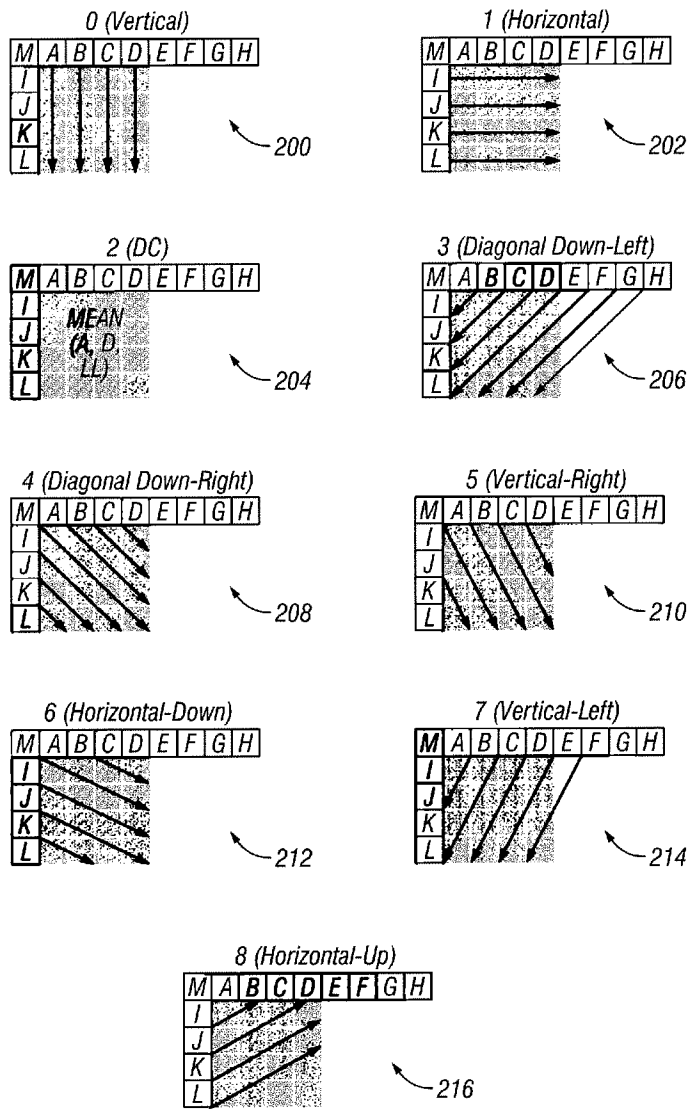 0 (Vertical)
M A B C D E F G H
I
J
K
L
200
1 (Horizontal)
M A B C D E F G H
I
J
K
L
202
2 (DC)
M A B C D E F G H
I
J
K
L
MEAN
(A, D,
LL)
204
3 (Diagonal Down-Left)
M A B C D E F G H
I
J
K
L
206
4 (Diagonal Down-Right)
M A B C D E F G H
I
J
K
L
208
5 (Vertical-Right)
M A B C D E F G H
I
J
K
L
210
6 (Horizontal-Down)
M A B C D E F G H
I
J
K
L
212
7 (Vertical-Left)
M A B C D E F G H
I
J
K
L
214
8 (Horizontal-Up)
M A B C D E F G H
I
J
K
L
216